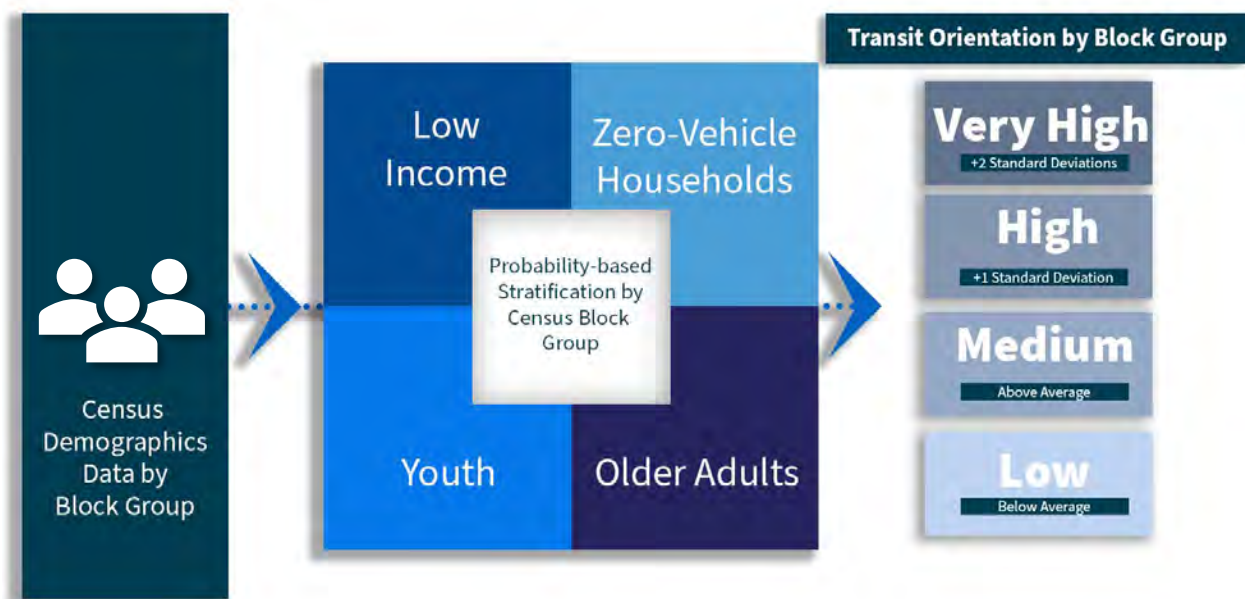 Census
Demographics
Data by
Block Group
Low
Income
Zero-Vehicle
Households
Probability-based
Stratification by
Census Block
Group
Youth
Older Adults
Transit Orientation by Block Group
Very High
+2 Standard Deviations
High
+1 Standard Deviation
Medium
Above Average
Low
Below Average